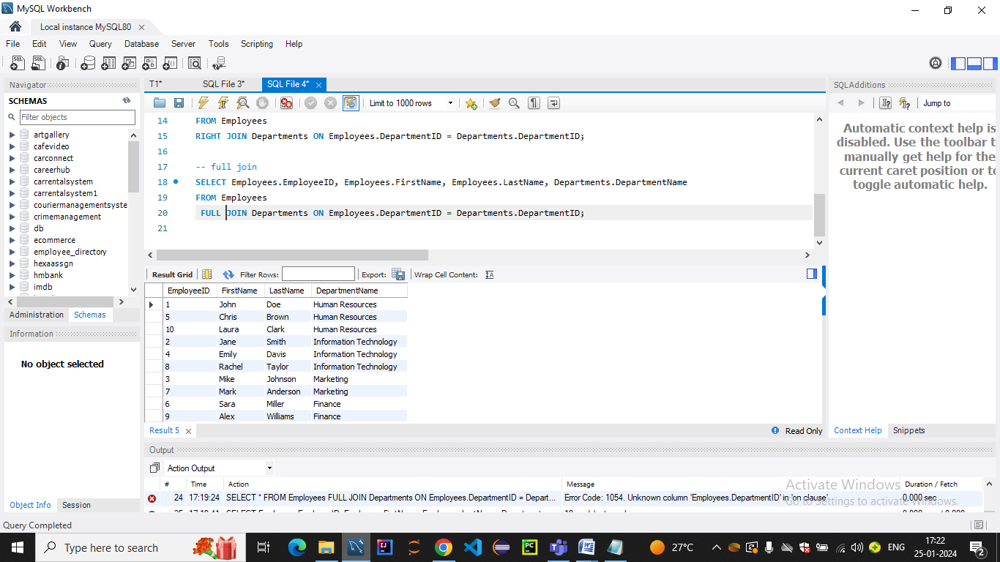 MySQL Workbench
Local instance MySQL80
File Edit View Query Database Server Tools Scripting Help
Navigator
SCHEMAS
Filter objects
artgallery
cafevideo
carconnect
careerhub
carrentalsystem
carrentalsystem1
couriermanagementsyste
crimemanagement
db
ecommerce
employee_directory
hexaassgn
hmbank
imdb
Administration Schemas
Information
No object selected
Object Info Session
Query Completed
T1* SQL File 3* SQL File 4*
Limit to 1000 rows
14 FROM Employees
15 RIGHT JOIN Departments ON Employees.DepartmentID = Departments.DepartmentID;
16
17 -- full join
18 SELECT Employees.EmployeeID, Employees.FirstName, Employees.LastName, Departments.DepartmentName
19 FROM Employees
20 FULL JOIN Departments ON Employees.DepartmentID = Departments.DepartmentID;
21
Result Grid Filter Rows: Export: Wrap Cell Content:
EmployeeID FirstName LastName DepartmentName
1 John Doe Human Resources
5 Chris Brown Human Resources
10 Laura Clark Human Resources
2 Jane Smith Information Technology
4 Emily Davis Information Technology
8 Rachel Taylor Information Technology
3 Mike Johnson Marketing
7 Mark Anderson Marketing
6 Sara Miller Finance
9 Alex Williams Finance
Result 5 Read Only
Output
Action Output
# Time Action Message Duration / Fetch
24 17:19:24 SELECT * FROM Employees FULL JOIN Departments ON Employees.DepartmentID = Depart... Error Code: 1054. Unknown column 'Employees.DepartmentID' in 'on clause' 0.000 sec
SQLAdditions
Jump to
Automatic context help is
disabled. Use the toolbar t
manually get help for the
current caret position or to
toggle automatic help.
Context Help Snippets
Activate Windows
Go to Settings to activate Windows.
Type here to search
27°C
ENG
17:22
25-01-2024
2